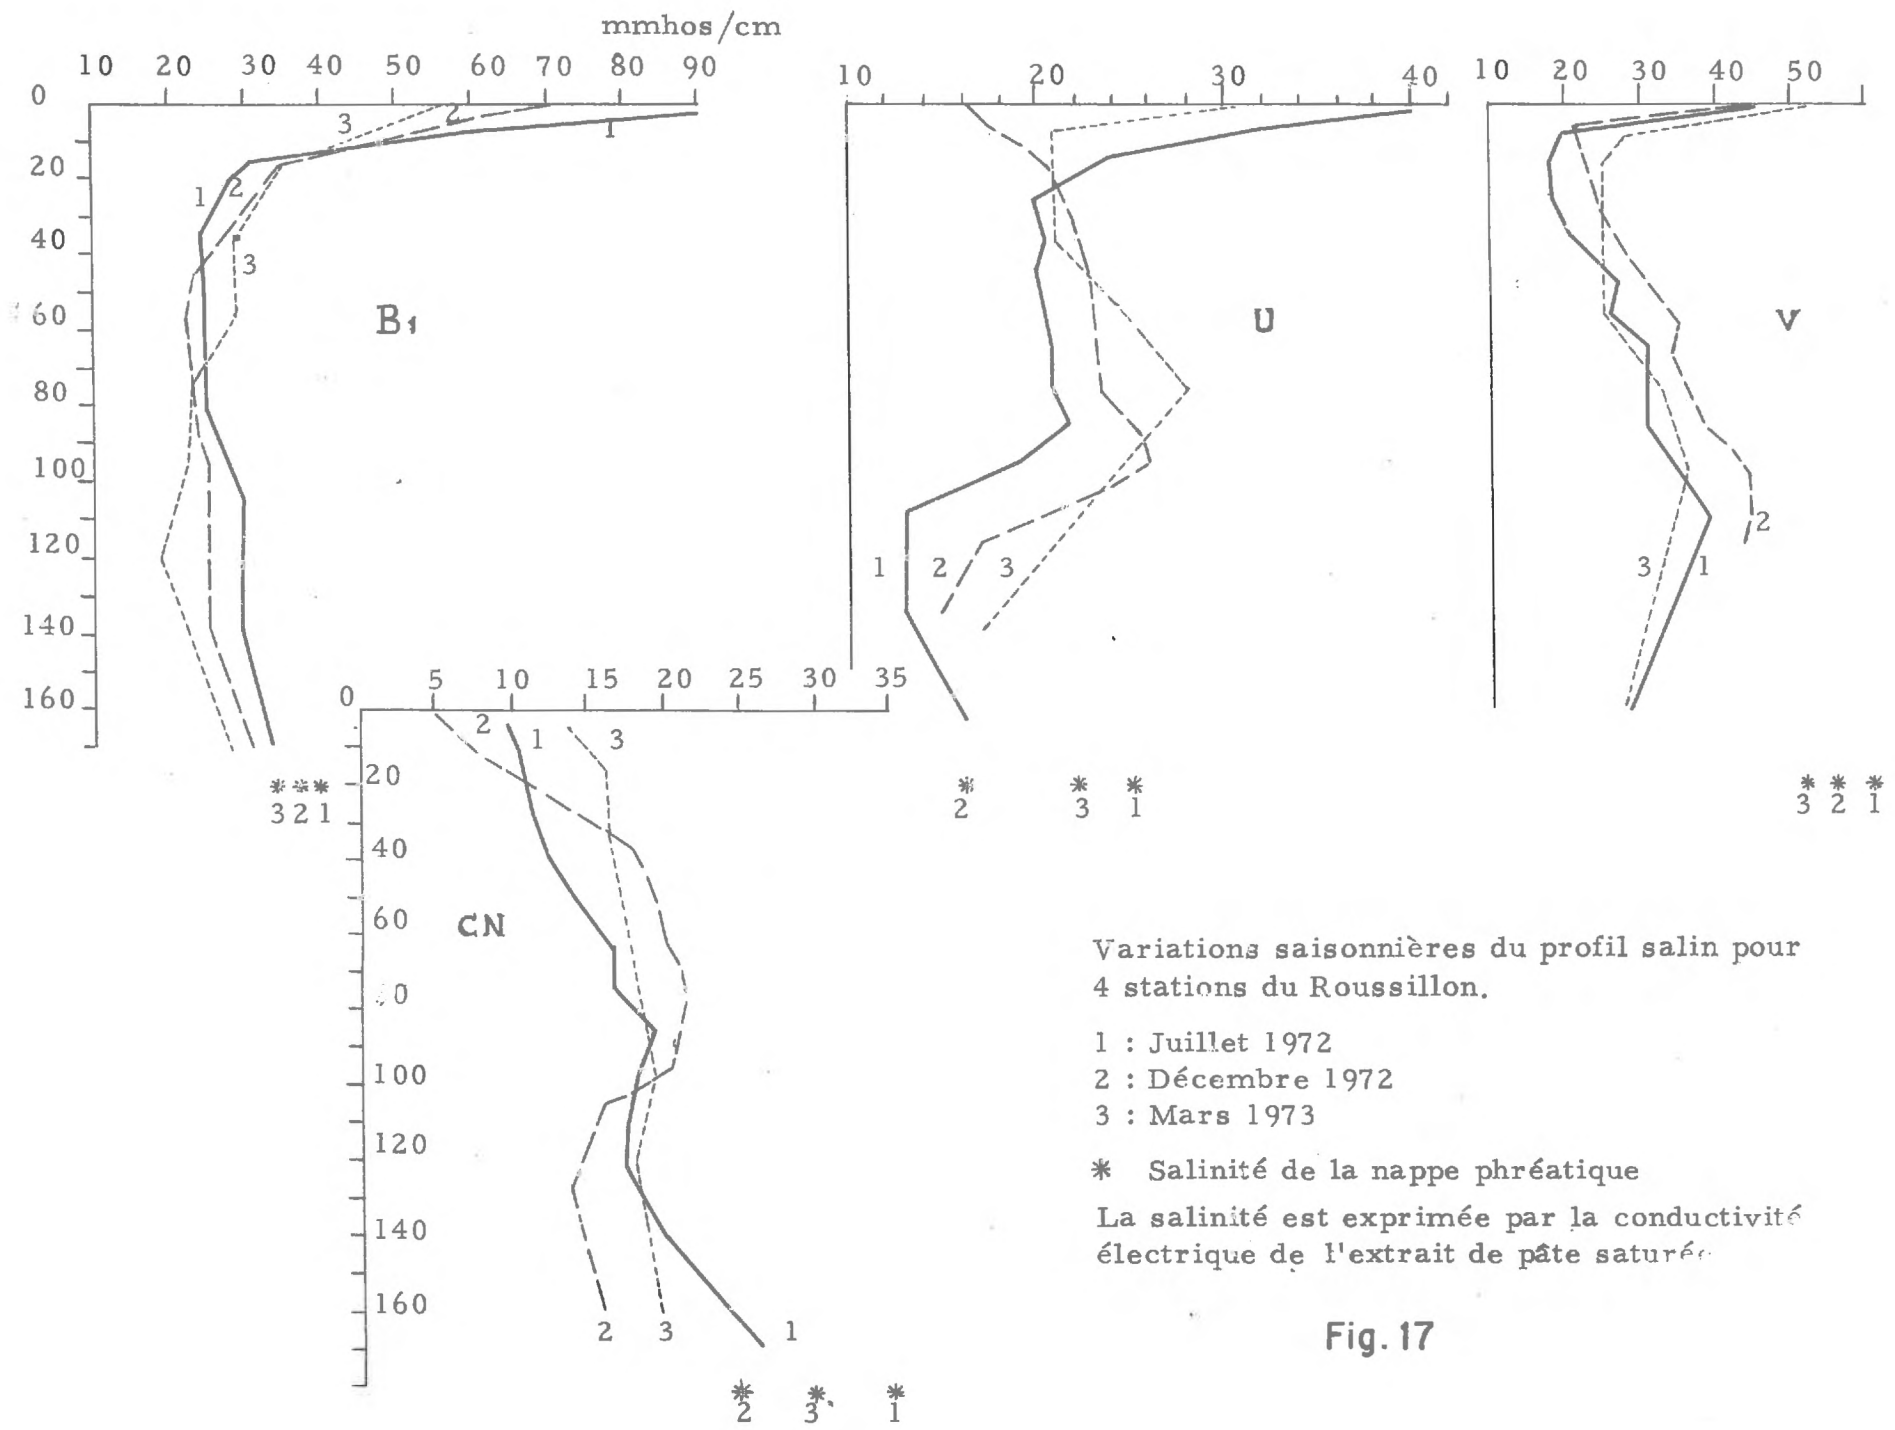 mmhos/cm
10 20 30 40 50 60 70 80 90
0
20
40
60
80
100
120
140
160
3
2
1
1
2
3
B1
*** 
3 2 1
10 20 30 40
U
1 2 3
* * *
2 3 1
10 20 30 40 50
V
2
3 1
* * *
3 2 1
0 5 10 15 20 25 30 35
2 1 3
20
40
60
100
120
140
160
CN
2 3 1
* * *
2 3 1
Variations saisonnières du profil salin pour
4 stations du Roussillon.
1 : Juillet 1972
2 : Décembre 1972
3 : Mars 1973
* Salinité de la nappe phréatique
La salinité est exprimée par la conductivité
électrique de l'extrait de pâte saturée
Fig. 17